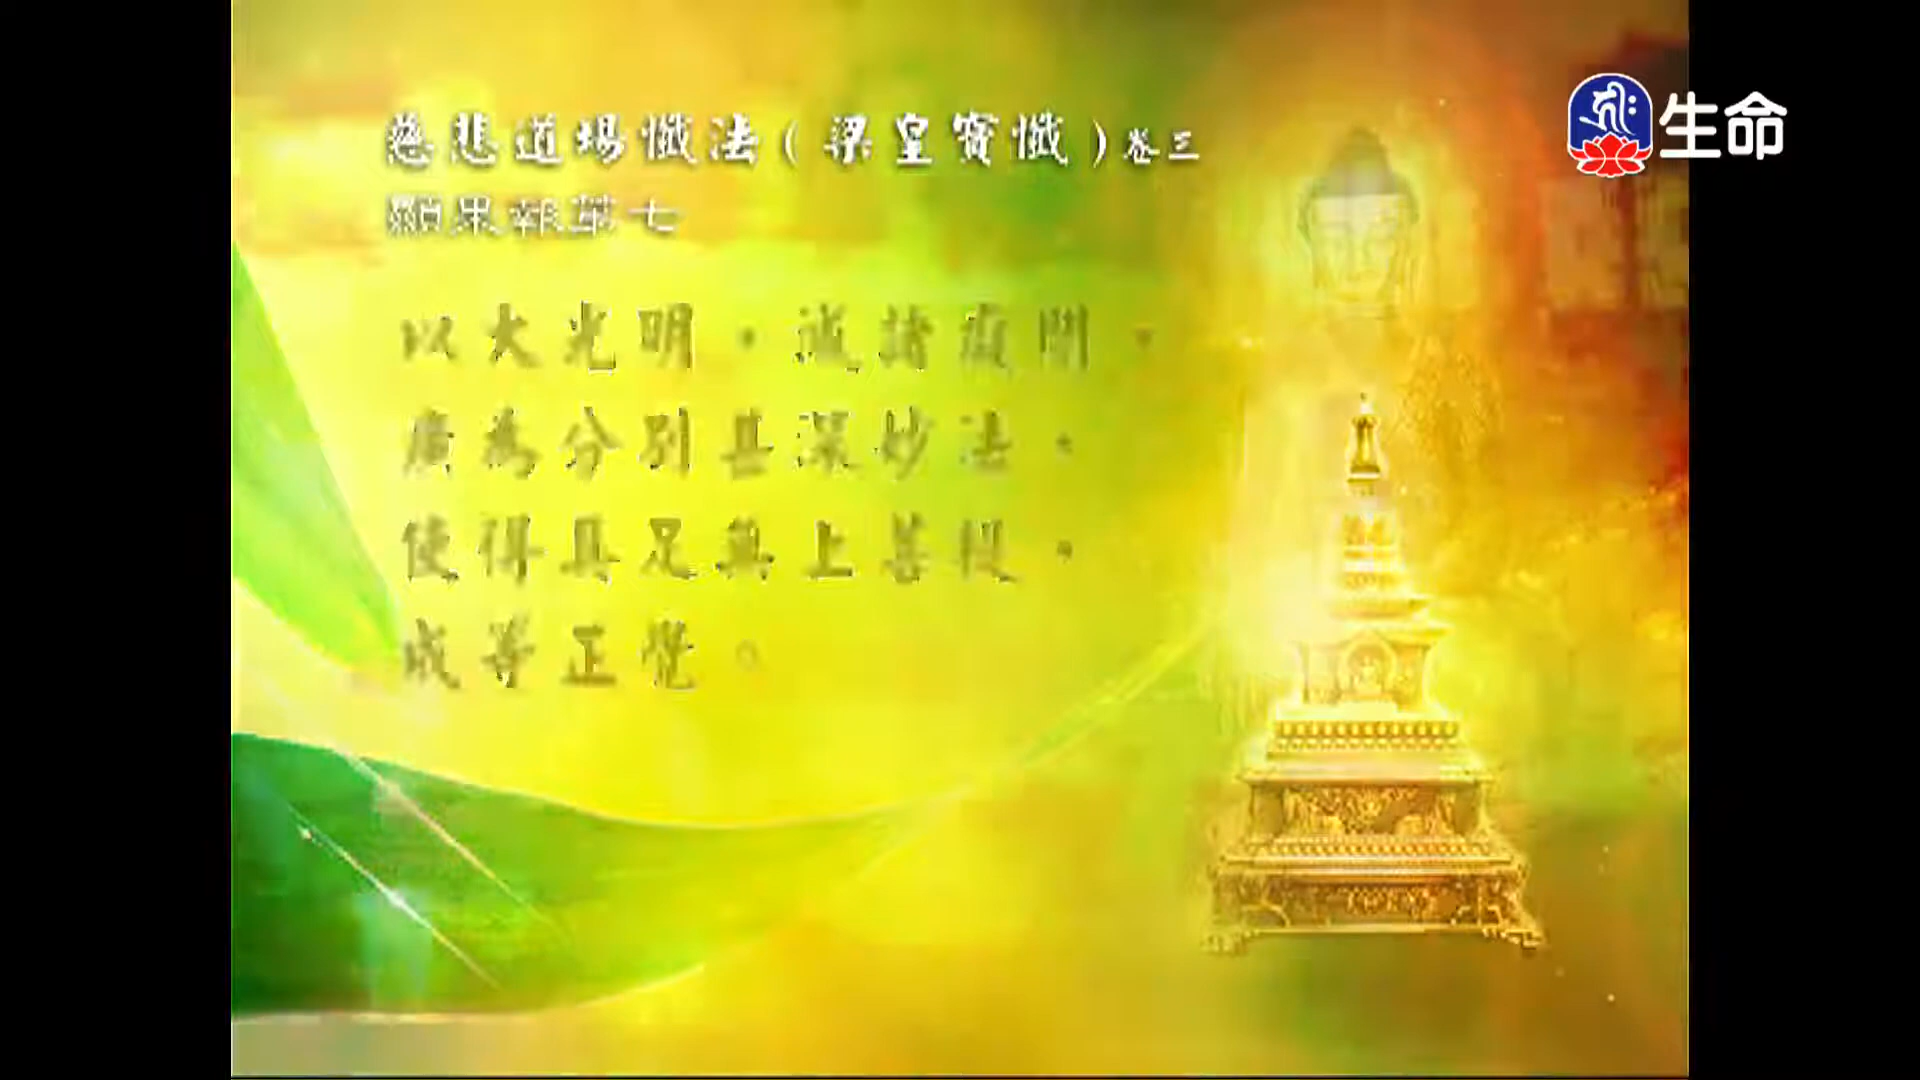 慈悲道場懺法(梁皇寶懺)卷三
顯果報第七
生命
以大光明,滅諸癡闇,
廣為分別甚深妙法,
使得具足無上菩提,
成等正覺。